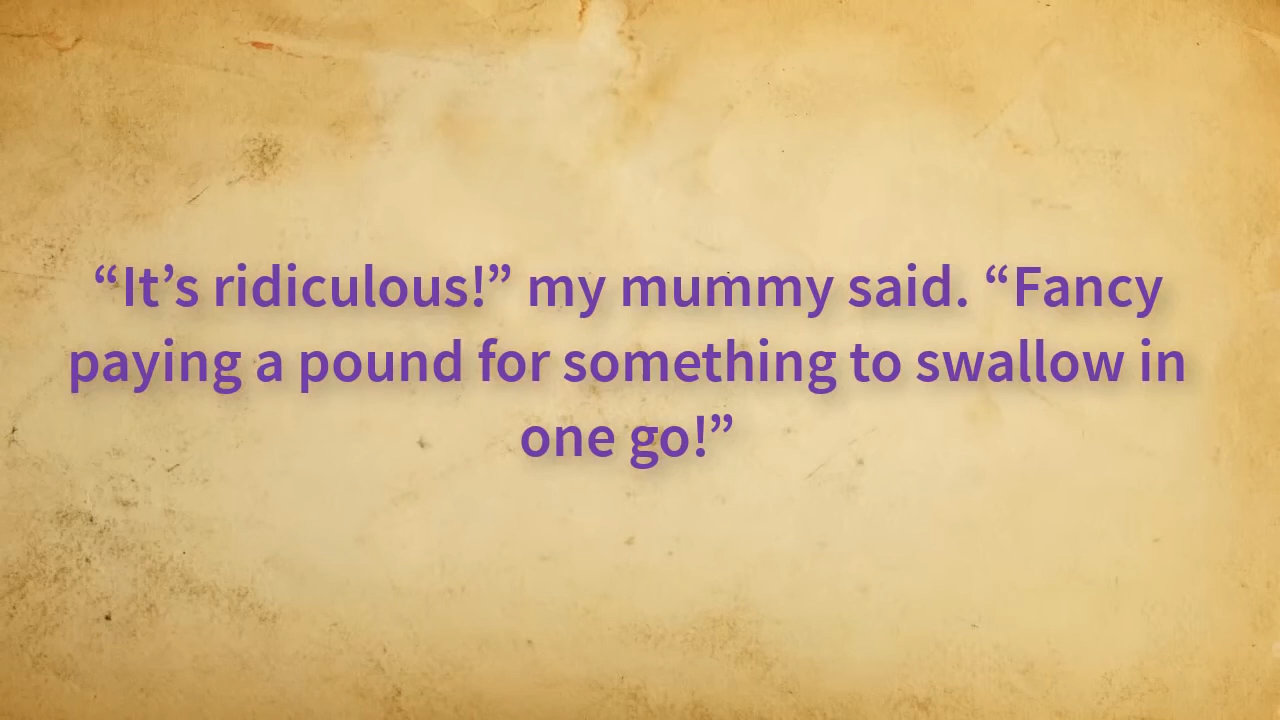 “It’s ridiculous!” my mummy said. “Fancy
paying a pound for something to swallow in
one go!”